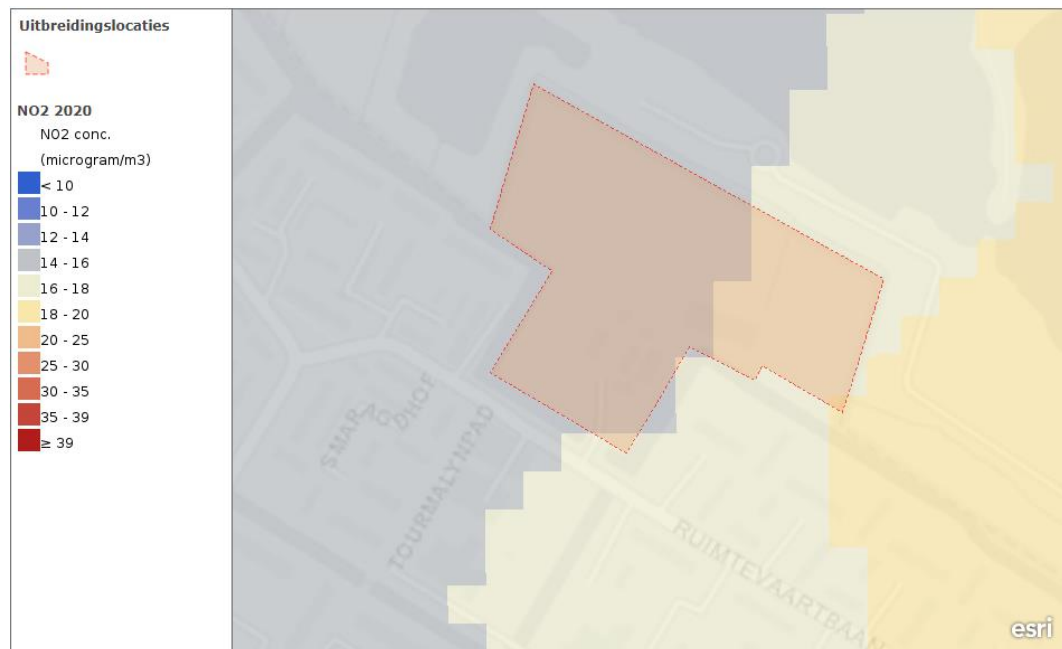 Uitbreidingslocaties
NO2 2020
NO2 conc.
(microgram/m3)
< 10
10 - 12
12 - 14
14 - 16
16 - 18
18 - 20
20 - 25
25 - 30
30 - 35
35 - 39
≥ 39
SMARAGDHOF
TOURMALYNPAD
RUIMTEVAARTBAAN
esri